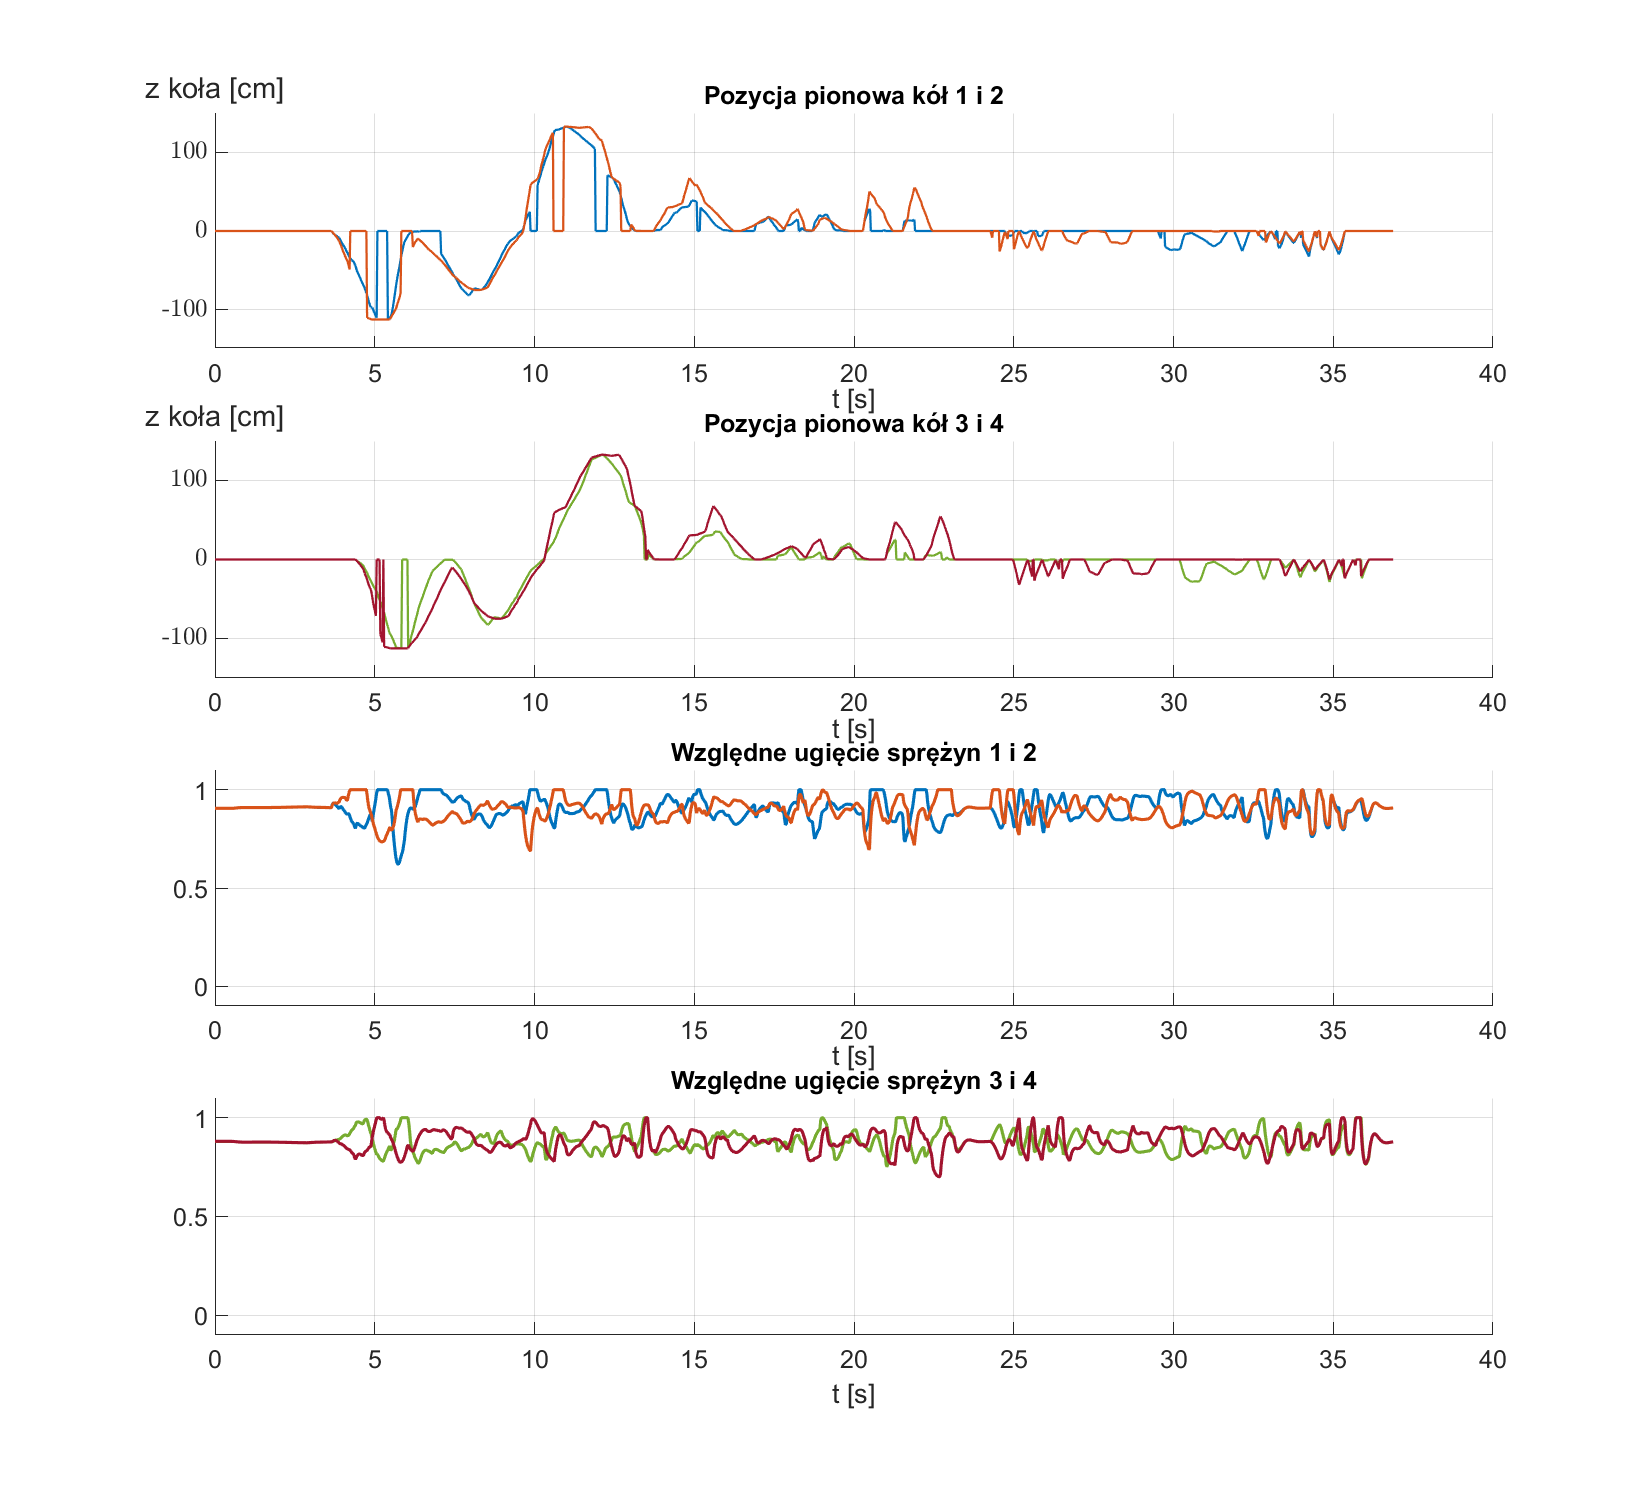 z koła [cm]
Pozycja pionowa kół 1 i 2
100
0
-100
0 5 10 15 20 25 30 35 40
t [s]
z koła [cm]
Pozycja pionowa kół 3 i 4
100
0
-100
0 5 10 15 20 25 30 35 40
t [s]
Względne ugięcie sprężyn 1 i 2
1
0.5
0
0 5 10 15 20 25 30 35 40
t [s]
Względne ugięcie sprężyn 3 i 4
1
0.5
0
0 5 10 15 20 25 30 35 40
t [s]